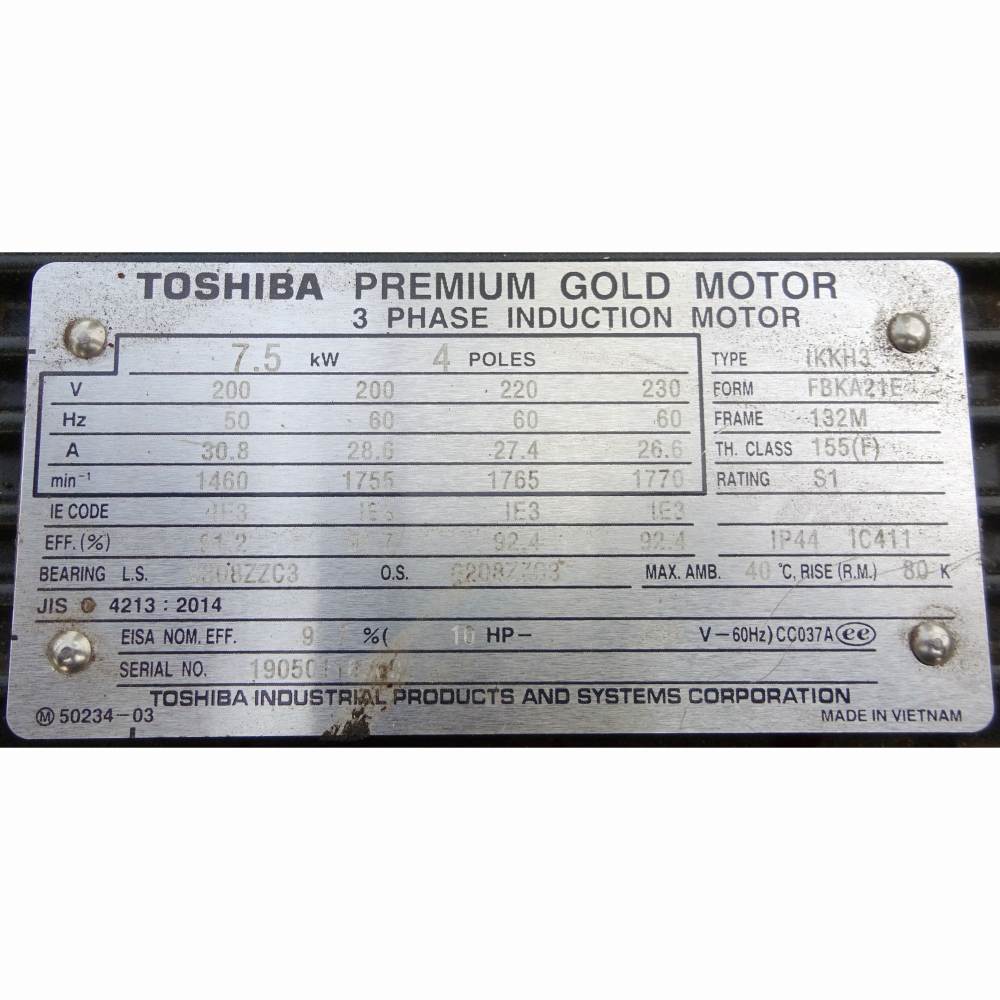 TOSHIBA PREMIUM GOLD MOTOR
3 PHASE INDUCTION MOTOR
7.5 kW 4 POLES TYPE IKKH3
V 200 200 220 230 FORM FBKA21E
Hz 50 60 60 60 FRAME 132M
A 30.8 28.6 27.4 26.6 TH. CLASS 155(F)
min⁻¹ 1460 1755 1765 1770 RATING S1
IE CODE IE3 IE3 IE3 IE3
EFF. (%) 92.4 92.4 IP44 IC411
BEARING L.S. O.S. MAX. AMB. 40 °C, RISE (R.M.) 80 K
JIS C 4213 : 2014
EISA NOM. EFF. %( 10 HP– V–60Hz) CC037A ee
SERIAL NO.
TOSHIBA INDUSTRIAL PRODUCTS AND SYSTEMS CORPORATION
Ⓜ 50234–03 MADE IN VIETNAM